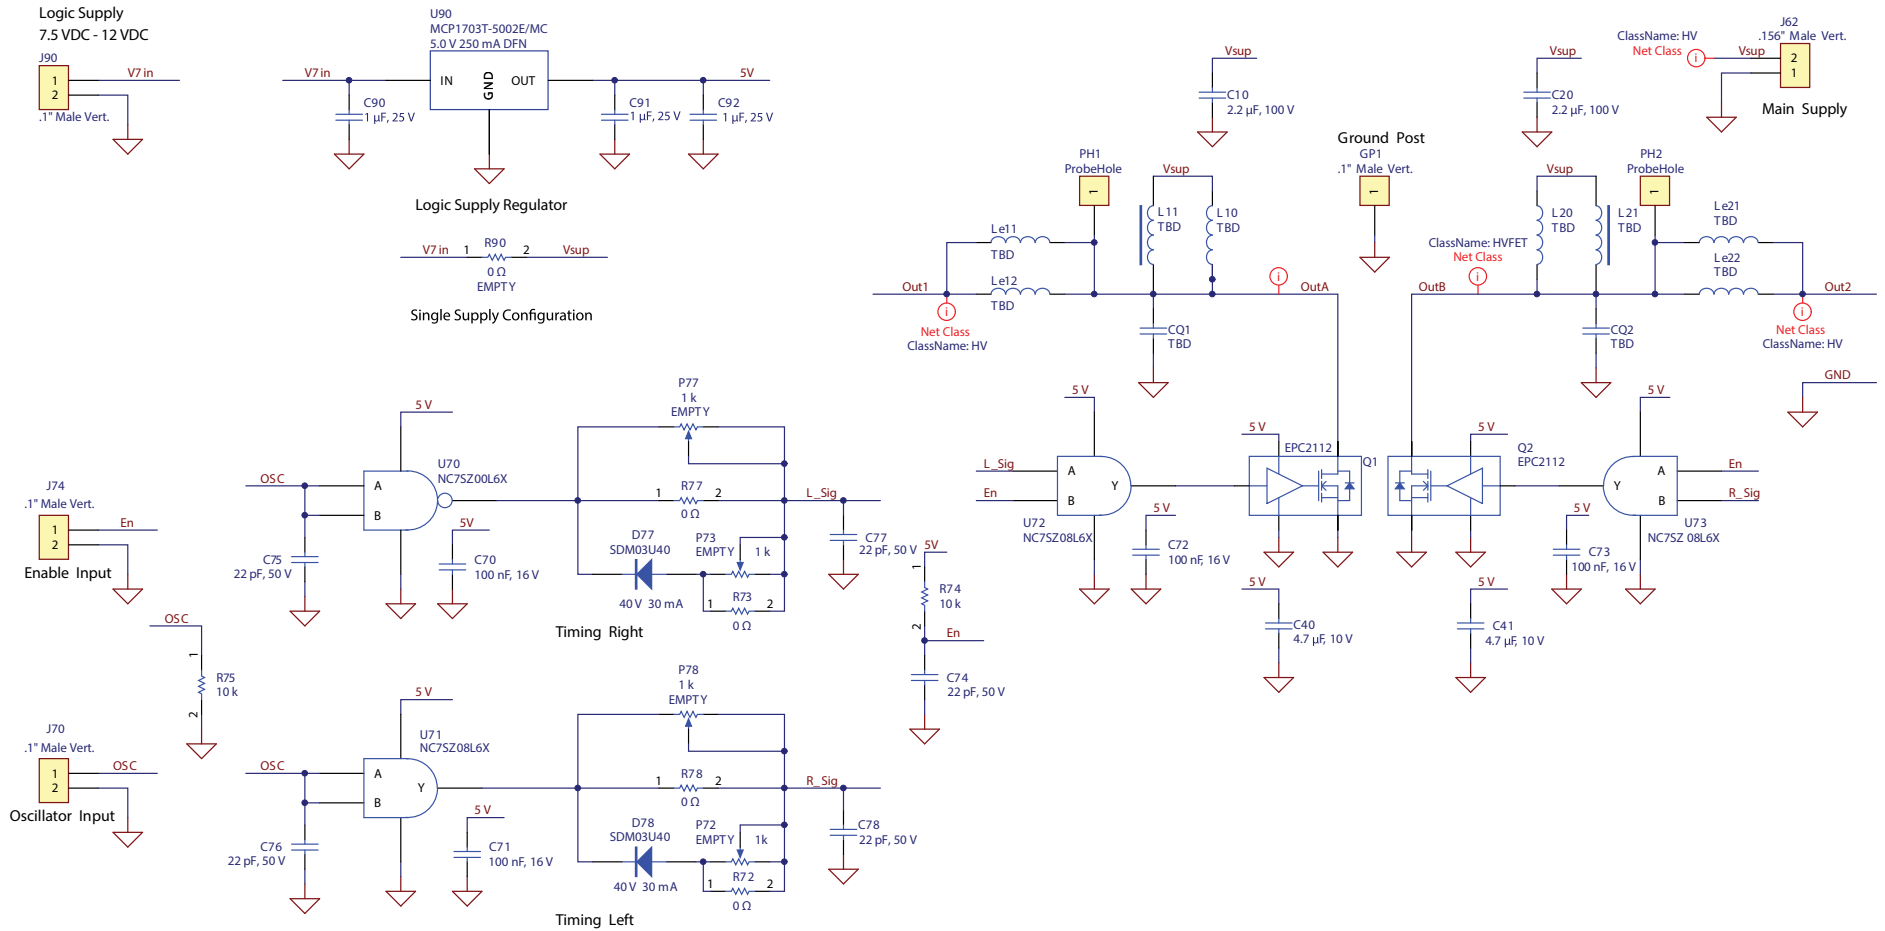 Logic Supply
7.5 VDC - 12 VDC
J90
1
2
V7 in
.1" Male Vert.
U90
MCP1703T-5002E/MC
5.0 V 250 mA DFN
V7 in
IN
GND
OUT
5V
C90
1 µF, 25 V
C91
1 µF, 25 V
C92
1 µF, 25 V
Logic Supply Regulator
V7 in
1
R90
2
Vsup
0 Ω
EMPTY
Single Supply Configuration
Vsup
C10
2.2 µF, 100 V
Vsup
C20
2.2 µF, 100 V
ClassName: HV
Net Class
i
Vsup
J62
.156" Male Vert.
2
1
Main Supply
Ground Post
GP1
.1" Male Vert.
1
PH1
ProbeHole
1
Vsup
L11
TBD
L10
TBD
Le11
TBD
Le12
TBD
Out1
i
Net Class
ClassName: HV
i
OutA
CQ1
TBD
PH2
ProbeHole
1
Vsup
L20
TBD
L21
TBD
Le21
TBD
Le22
TBD
ClassName: HVFET
Net Class
i
OutB
Out2
i
Net Class
ClassName: HV
CQ2
TBD
GND
J74
.1" Male Vert.
1
2
En
Enable Input
OSC
1
R75
10 k
2
J70
.1" Male Vert.
1
2
OSC
Oscillator Input
5 V
U70
NC7SZ00L6X
OSC
A
B
C75
22 pF, 50 V
5V
C70
100 nF, 16 V
P77
1 k
EMPTY
1
R77
2
0 Ω
D77
SDM03U40
40 V 30 mA
P73
EMPTY
1 k
1
R73
2
0 Ω
L_Sig
C77
22 pF, 50 V
Timing Right
5V
1
R74
10 k
2
En
C74
22 pF, 50 V
5 V
U71
NC7SZ08L6X
OSC
A
B
Y
C76
22 pF, 50 V
5 V
C71
100 nF, 16 V
P78
1 k
EMPTY
1
R78
2
0 Ω
D78
SDM03U40
40 V 30 mA
P72
EMPTY
1k
1
R72
2
0 Ω
R_Sig
C78
22 pF, 50 V
Timing Left
5 V
L_Sig
En
A
B
Y
U72
NC7SZ08L6X
5 V
C72
100 nF, 16 V
5 V
EPC2112
Q1
5 V
Q2
EPC2112
5 V
A
B
Y
En
R_Sig
U73
NC7SZ 08L6X
5 V
C73
100 nF, 16 V
5 V
C40
4.7 µF, 10 V
5 V
C41
4.7 µF, 10 V